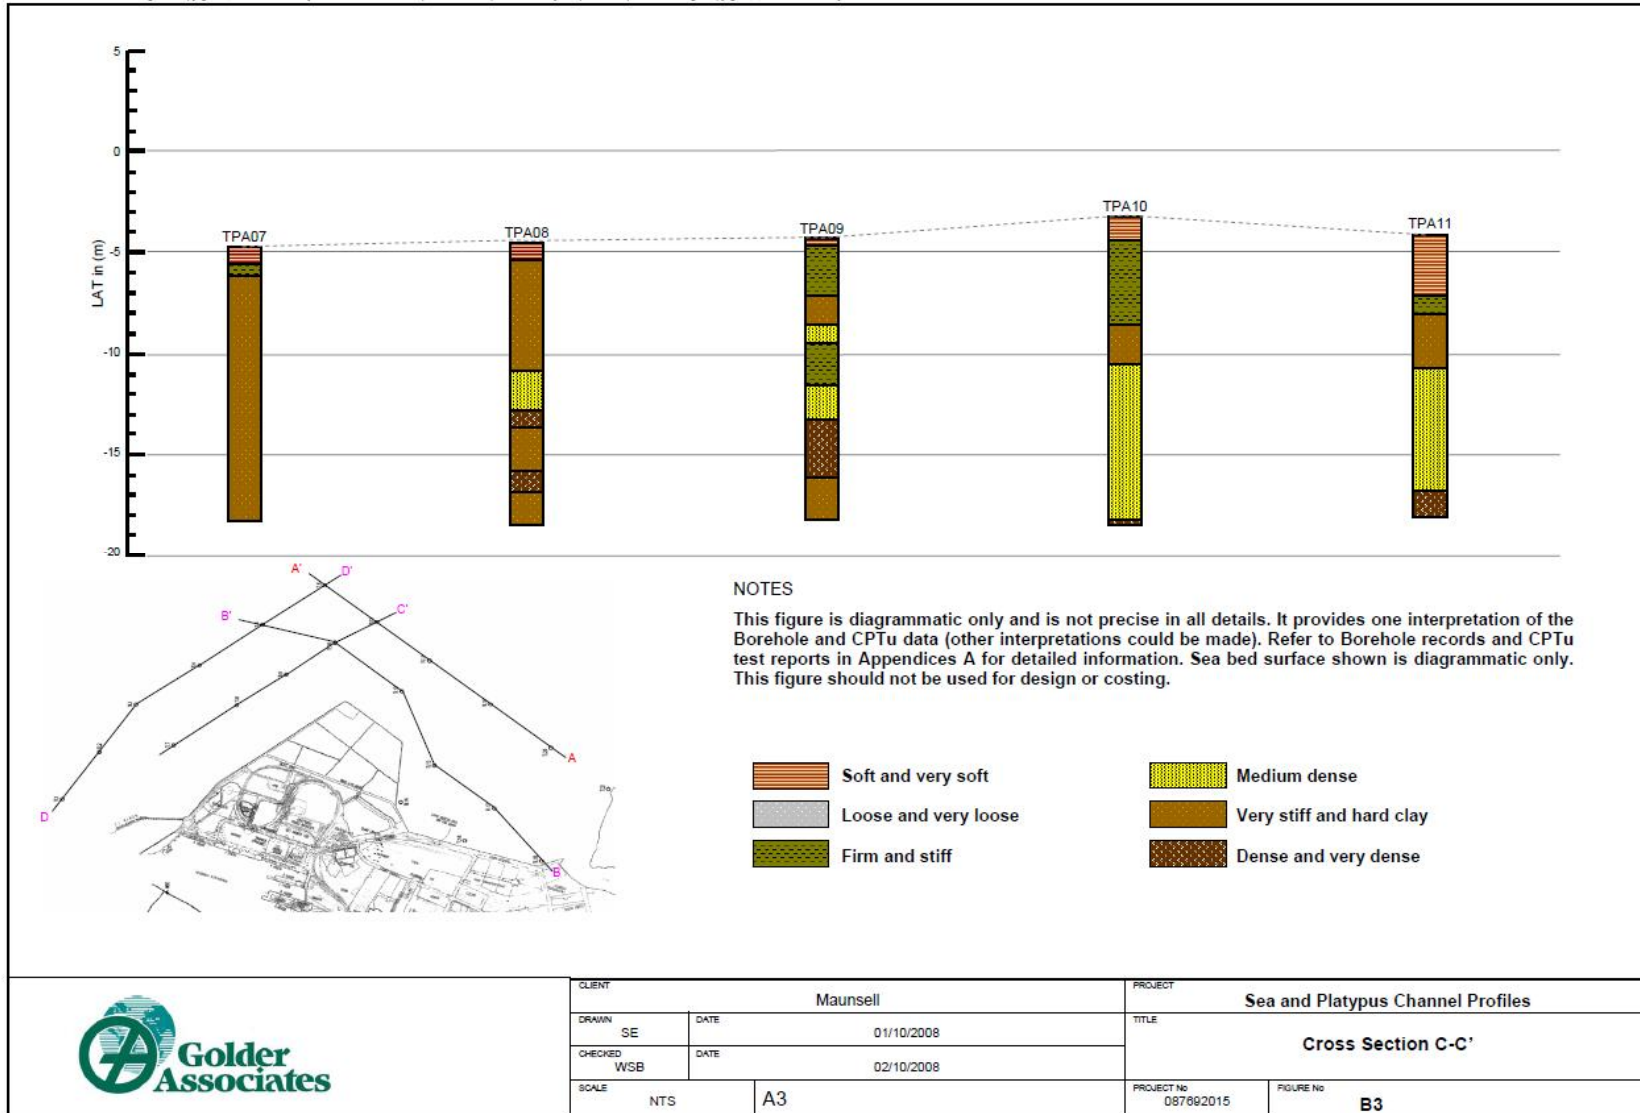 5
0
-5
-10
-15
-20
LAT in (m)
TPA07
TPA08
TPA09
TPA10
TPA11
A'
D'
B'
C'
A
D
B
NOTES
This figure is diagrammatic only and is not precise in all details. It provides one interpretation of the
Borehole and CPTu data (other interpretations could be made). Refer to Borehole records and CPTu
test reports in Appendices A for detailed information. Sea bed surface shown is diagrammatic only.
This figure should not be used for design or costing.
Soft and very soft
Loose and very loose
Firm and stiff
Medium dense
Very stiff and hard clay
Dense and very dense
Golder
Associates
CLIENT
Maunsell
PROJECT
Sea and Platypus Channel Profiles
DRAWN
SE
DATE
01/10/2008
TITLE
Cross Section C-C'
CHECKED
WSB
DATE
02/10/2008
SCALE
NTS
A3
PROJECT No
087692015
FIGURE No
B3